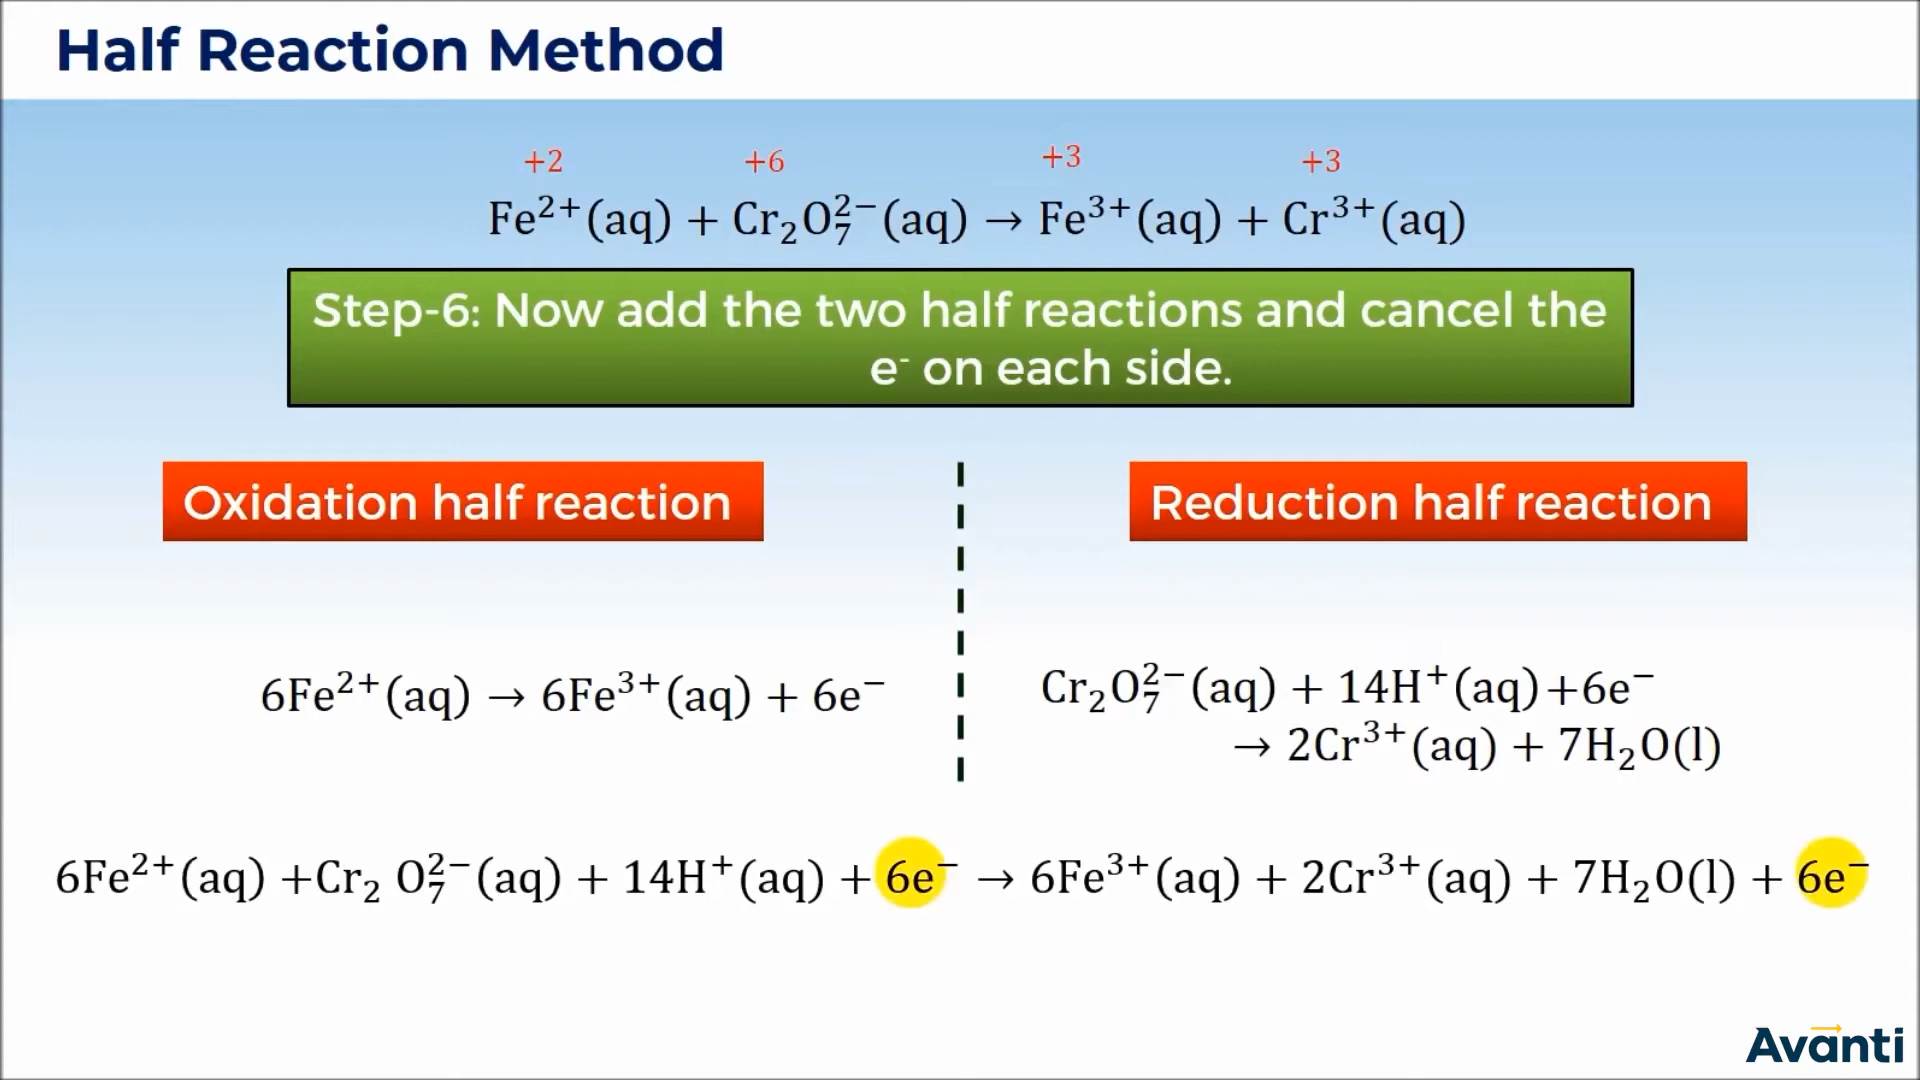 Half Reaction Method
+2 +6 +3 +3
Fe²⁺(aq) + Cr₂O₇²⁻(aq) → Fe³⁺(aq) + Cr³⁺(aq)
Step-6: Now add the two half reactions and cancel the
e⁻ on each side.
Oxidation half reaction
Reduction half reaction
6Fe²⁺(aq) → 6Fe³⁺(aq) + 6e⁻
Cr₂O₇²⁻(aq) + 14H⁺(aq)+6e⁻
→ 2Cr³⁺(aq) + 7H₂O(l)
6Fe²⁺(aq) +Cr₂ O₇²⁻(aq) + 14H⁺(aq) + 6e⁻ → 6Fe³⁺(aq) + 2Cr³⁺(aq) + 7H₂O(l) + 6e⁻
Avanti